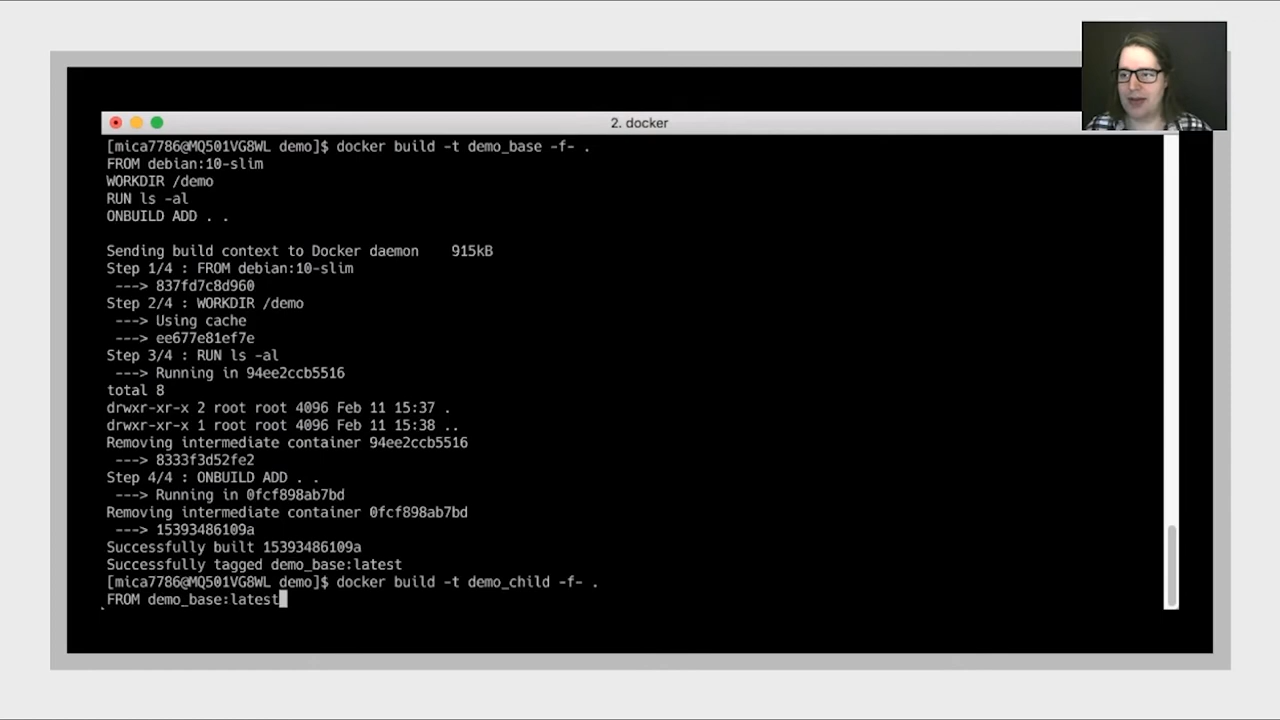 2. docker
[mica7786@MQ501VG8WL demo]$ docker build -t demo_base -f- .
FROM debian:10-slim
WORKDIR /demo
RUN ls -al
ONBUILD ADD . .
Sending build context to Docker daemon    915kB
Step 1/4 : FROM debian:10-slim
 ---> 837fd7c8d960
Step 2/4 : WORKDIR /demo
 ---> Using cache
 ---> ee677e81ef7e
Step 3/4 : RUN ls -al
 ---> Running in 94ee2ccb5516
total 8
drwxr-xr-x 2 root root 4096 Feb 11 15:37 .
drwxr-xr-x 1 root root 4096 Feb 11 15:38 ..
Removing intermediate container 94ee2ccb5516
 ---> 8333f3d52fe2
Step 4/4 : ONBUILD ADD . .
 ---> Running in 0fcf898ab7bd
Removing intermediate container 0fcf898ab7bd
 ---> 15393486109a
Successfully built 15393486109a
Successfully tagged demo_base:latest
[mica7786@MQ501VG8WL demo]$ docker build -t demo_child -f- .
FROM demo_base:latest